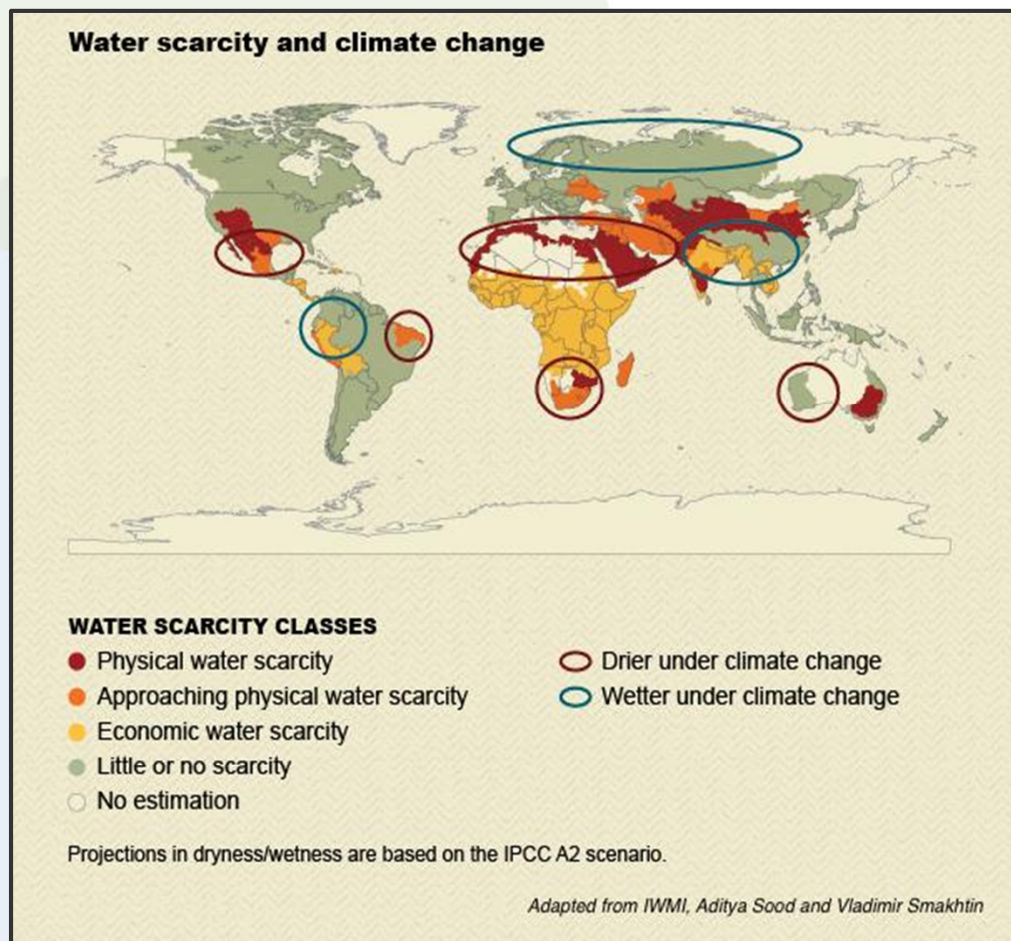 Water scarcity and climate change
WATER SCARCITY CLASSES
Physical water scarcity
Approaching physical water scarcity
Economic water scarcity
Little or no scarcity
No estimation
Drier under climate change
Wetter under climate change
Projections in dryness/wetness are based on the IPCC A2 scenario.
Adapted from IWMI, Aditya Sood and Vladimir Smakhtin